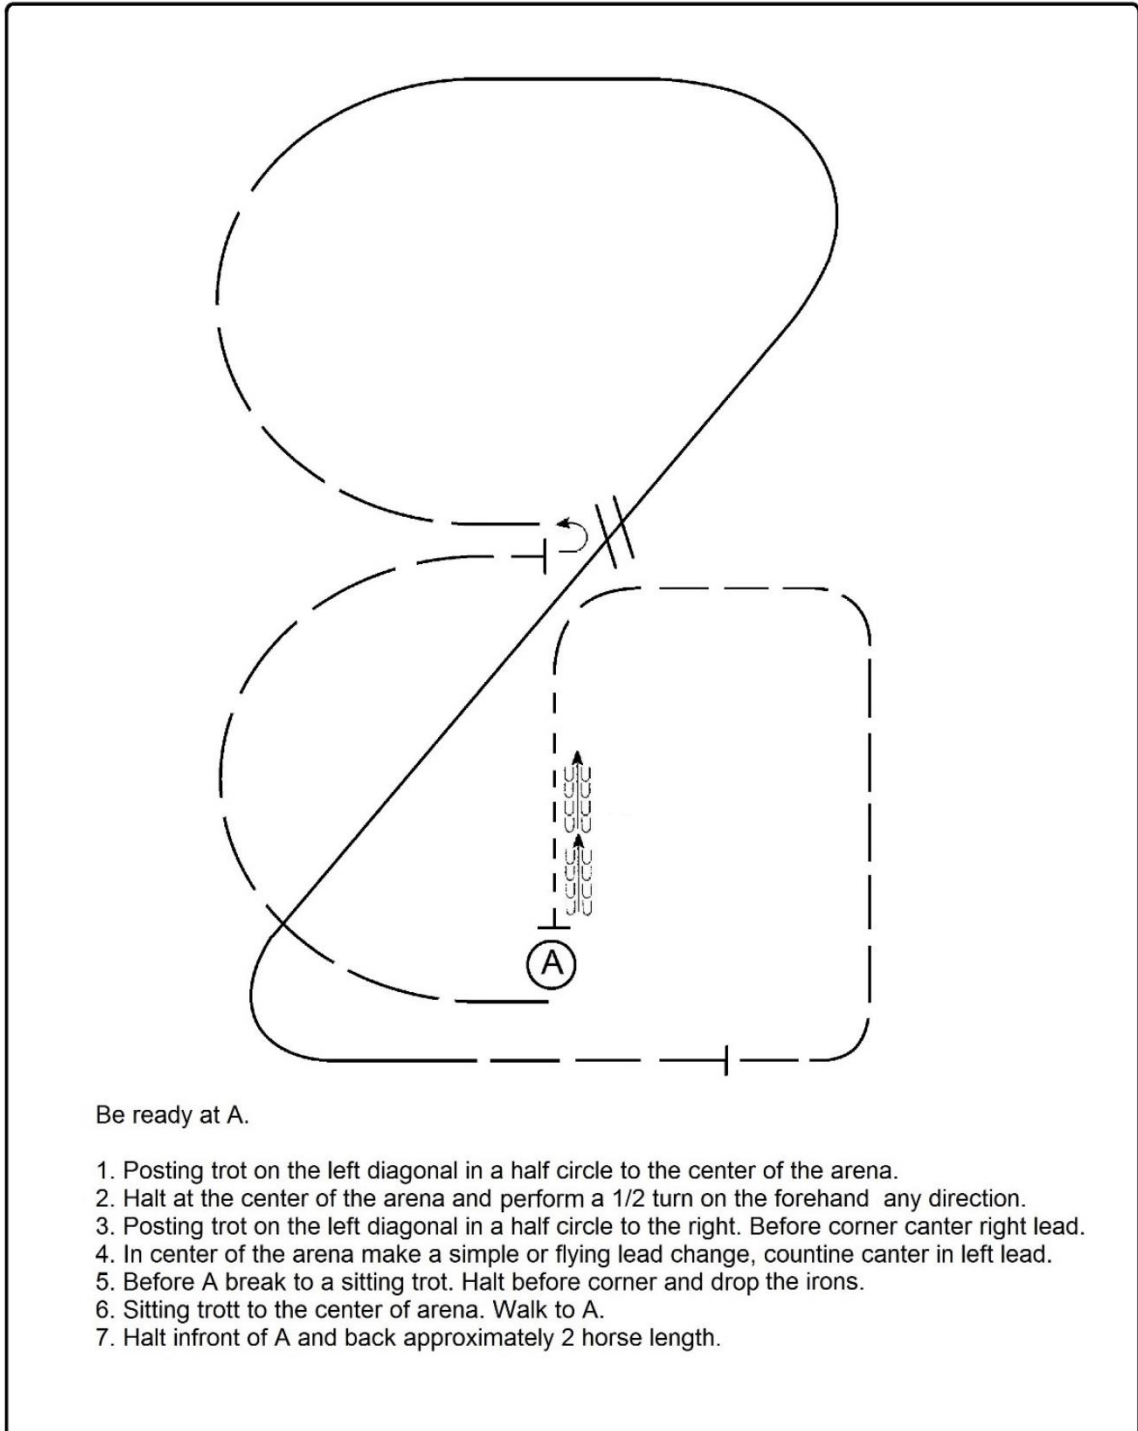 A
Be ready at A.
1. Posting trot on the left diagonal in a half circle to the center of the arena.
2. Halt at the center of the arena and perform a 1/2 turn on the forehand any direction.
3. Posting trot on the left diagonal in a half circle to the right. Before corner canter right lead.
4. In center of the arena make a simple or flying lead change, countine canter in left lead.
5. Before A break to a sitting trot. Halt before corner and drop the irons.
6. Sitting trott to the center of arena. Walk to A.
7. Halt infront of A and back approximately 2 horse length.